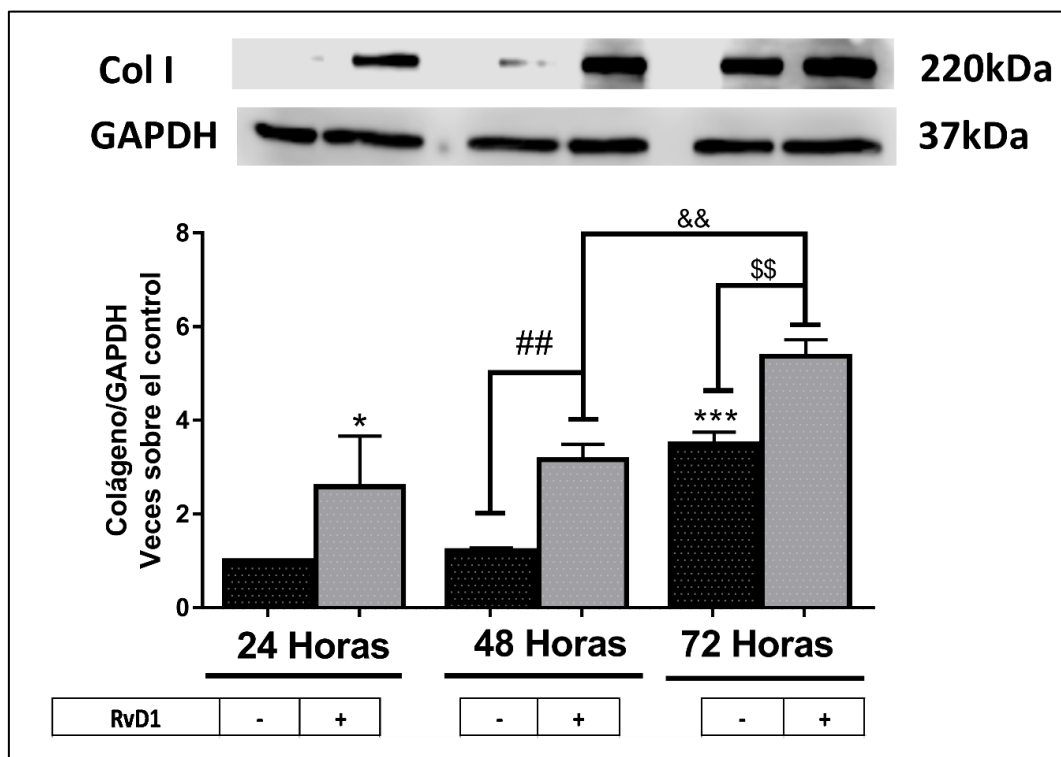 Col I 220kDa
GAPDH 37kDa
Colágeno/GAPDH
Veces sobre el control
8
6
4
2
0
&&
$$
##
***
*
24 Horas 48 Horas 72 Horas
RvD1 - + - + - +